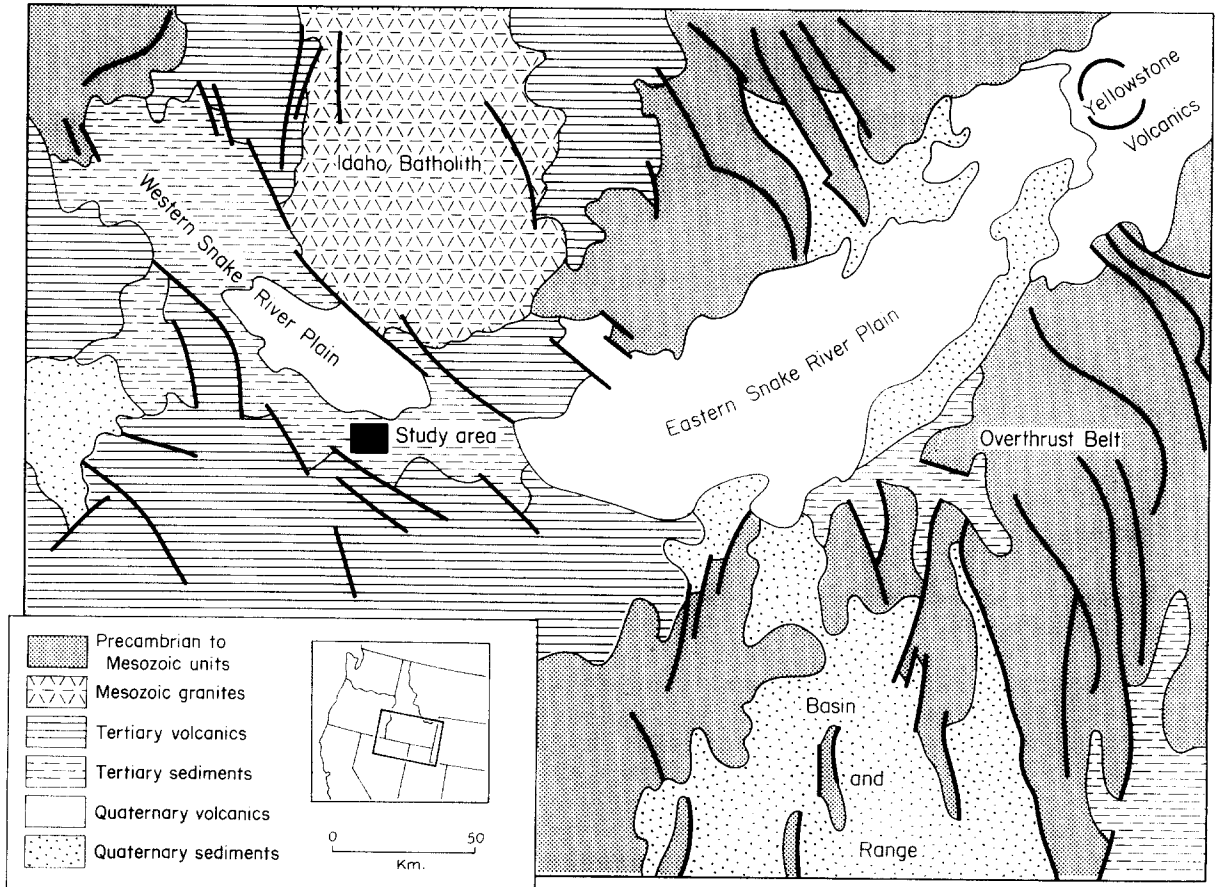 Yellowstone
Volcanics
Idaho Batholith
Western Snake
River Plain
Eastern Snake River Plain
Study area
Overthrust Belt
Basin
and
Range
Precambrian to
Mesozoic units
Mesozoic granites
Tertiary volcanics
Tertiary sediments
Quaternary volcanics
Quaternary sediments
0 50
Km.